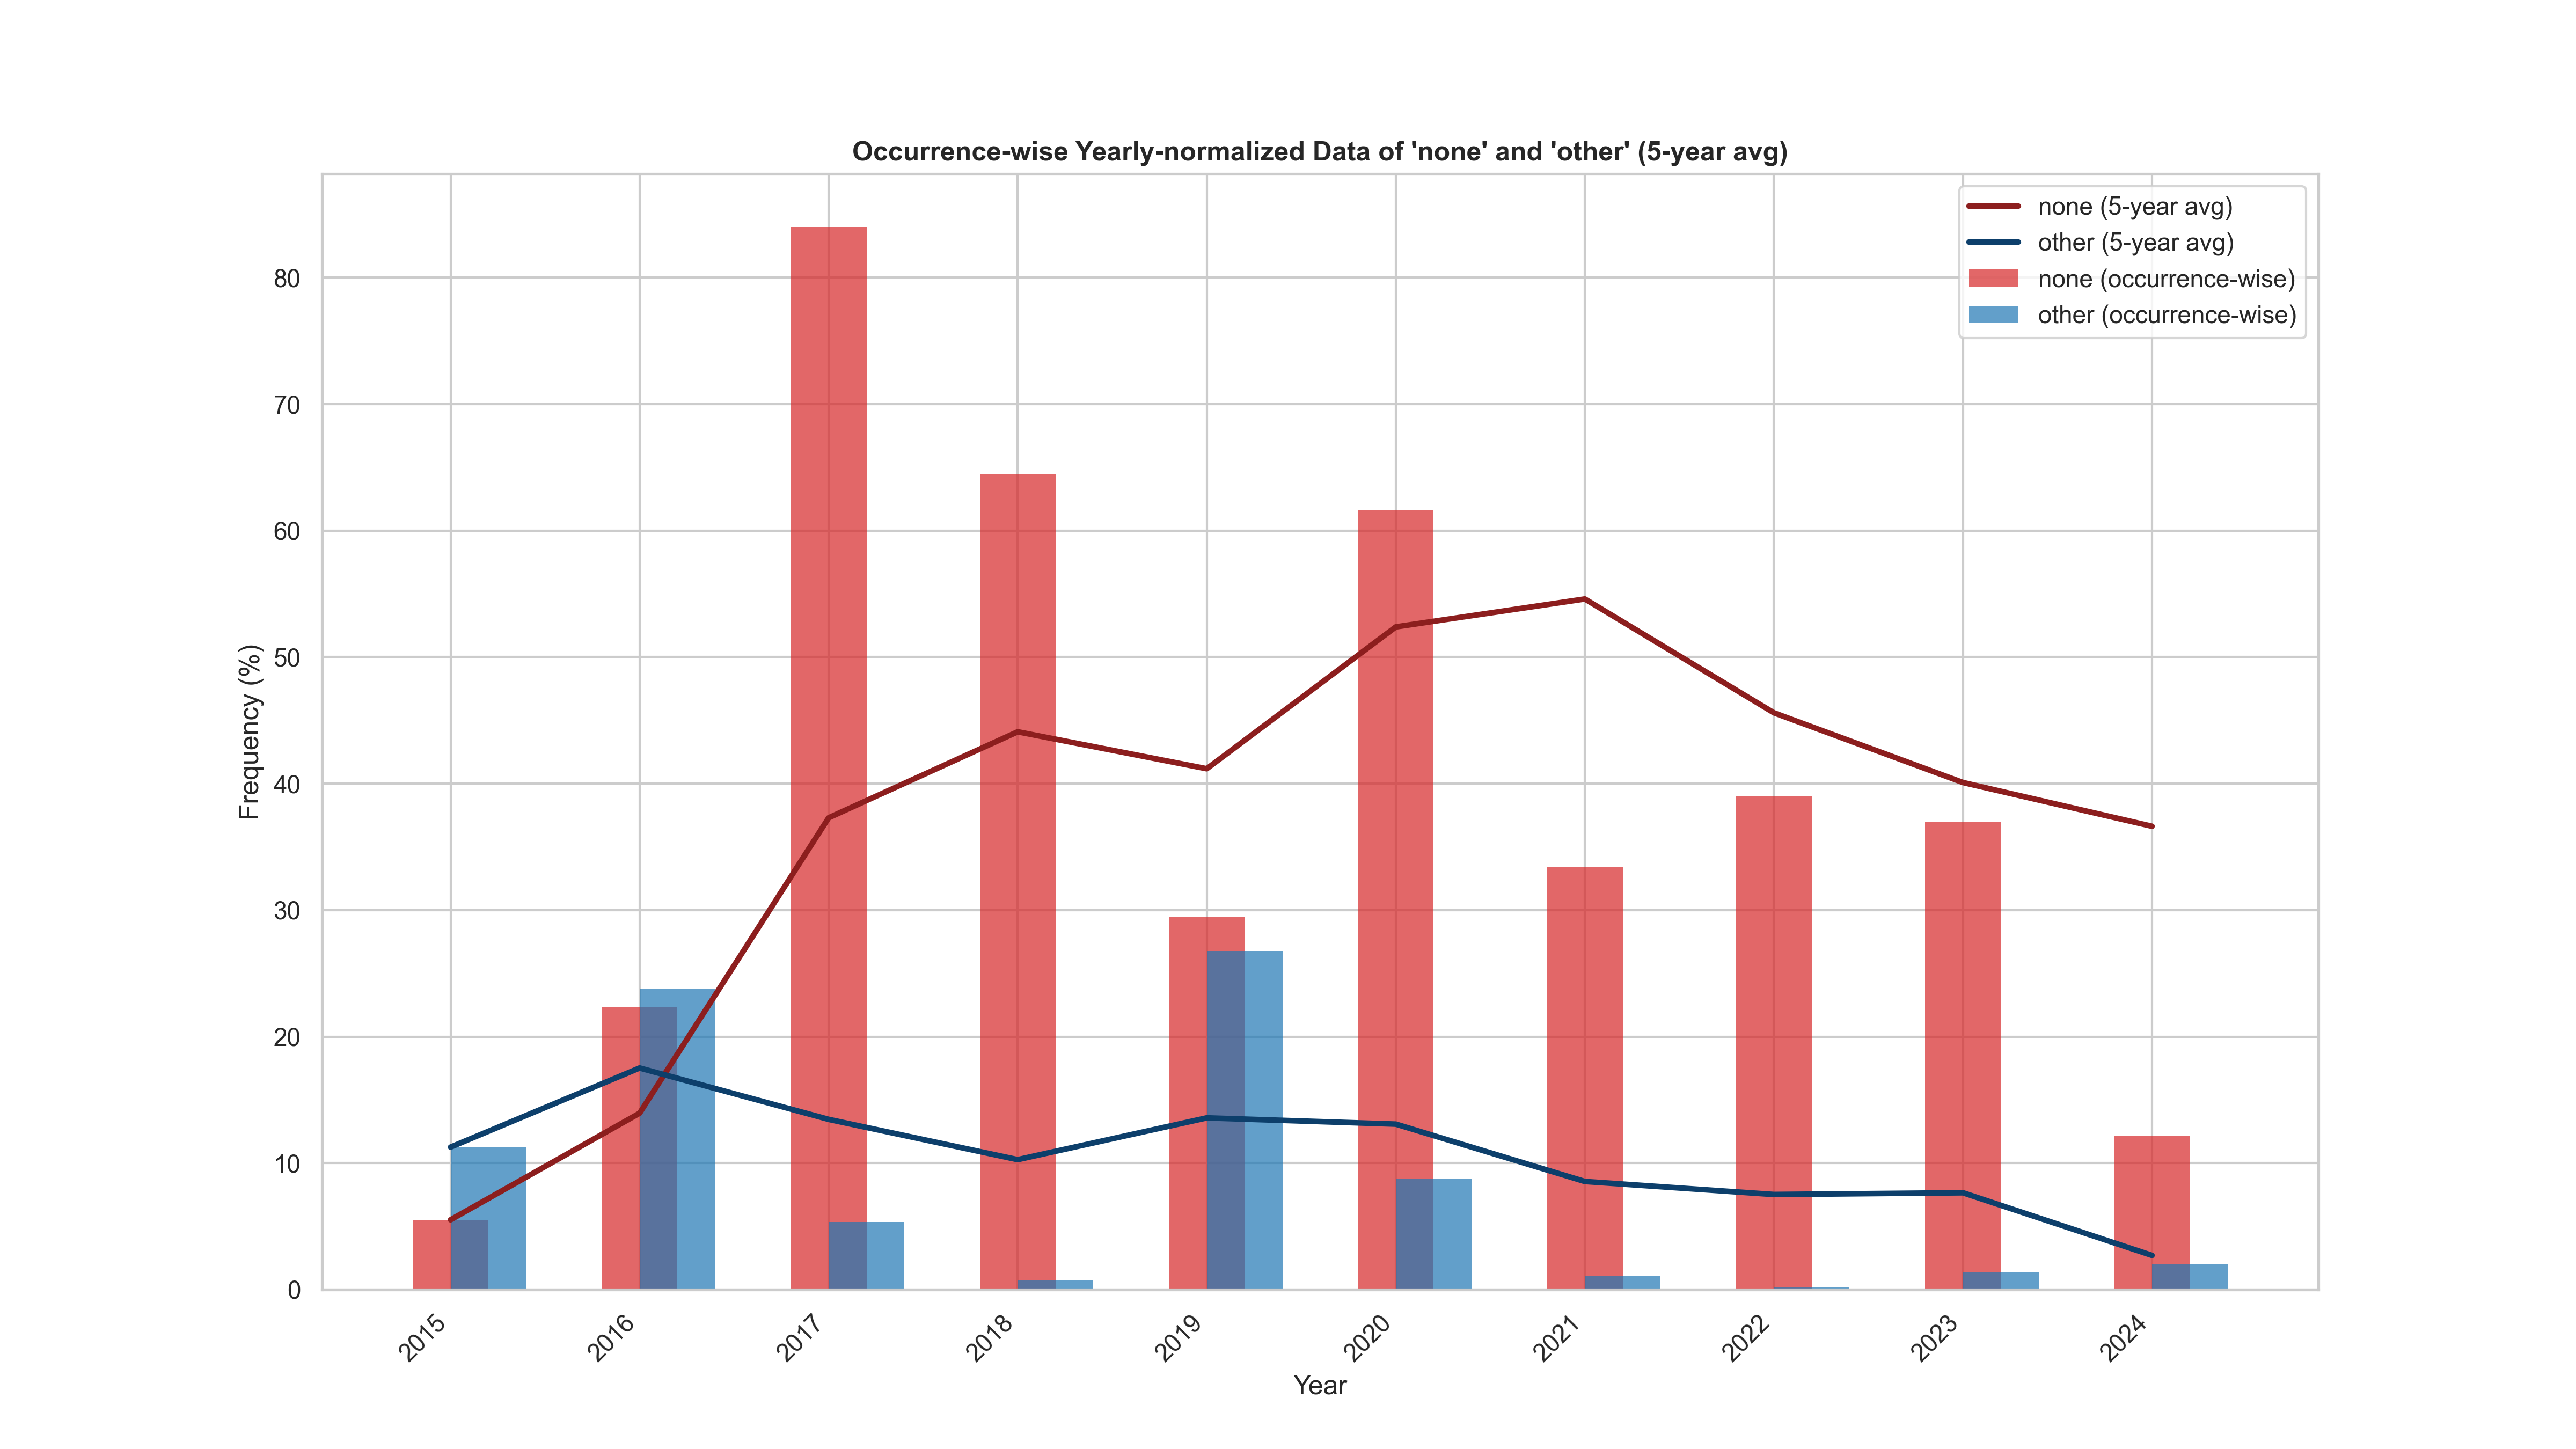 Occurrence-wise Yearly-normalized Data of 'none' and 'other' (5-year avg)
none (5-year avg)
other (5-year avg)
none (occurrence-wise)
other (occurrence-wise)
80
70
60
50
40
30
20
10
0
Frequency (%)
2015
2016
2017
2018
2019
2020
2021
2022
2023
2024
Year